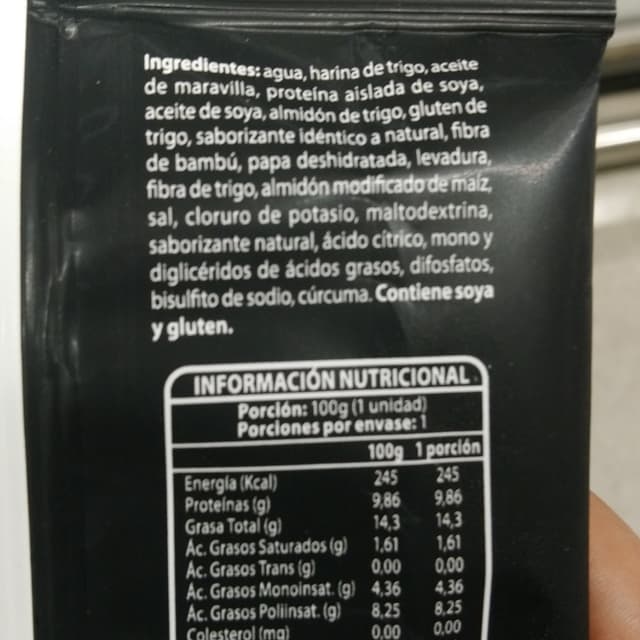 Ingredientes: agua, harina de trigo, aceite
de maravilla, proteína aislada de soya,
aceite de soya, almidón de trigo, gluten de
trigo, saborizante idéntico a natural, fibra
de bambú, papa deshidratada, levadura,
fibra de trigo, almidón modificado de maíz,
sal, cloruro de potasio, maltodextrina,
saborizante natural, ácido cítrico, mono y
diglicéridos de ácidos grasos, difosfatos,
bisulfito de sodio, cúrcuma. Contiene soya
y gluten.
INFORMACIÓN NUTRICIONAL
Porción: 100g (1 unidad)
Porciones por envase: 1
100g 1 porción
Energía (Kcal) 245 245
Proteínas (g) 9,86 9,86
Grasa Total (g) 14,3 14,3
Ác. Grasos Saturados (g) 1,61 1,61
Ác. Grasos Trans (g) 0,00 0,00
Ác. Grasos Monoinsat. (g) 4,36 4,36
Ác. Grasos Poliinsat. (g) 8,25 8,25
Colesterol (mg) 0,00 0,00